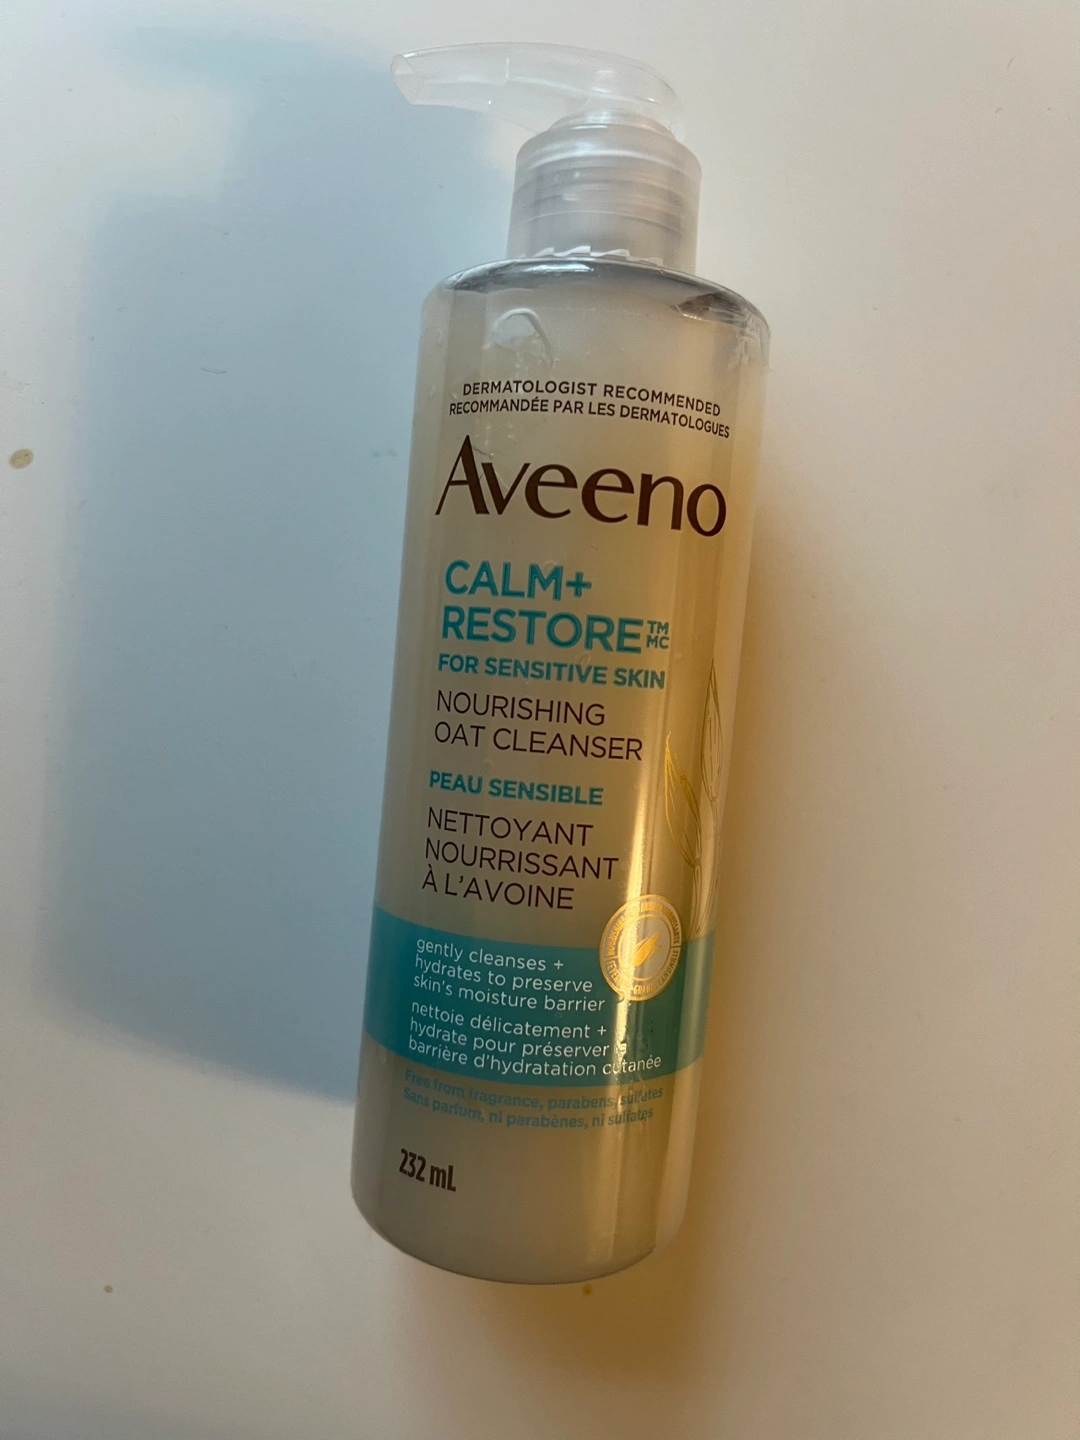 DERMATOLOGIST RECOMMENDED
RECOMMANDÉE PAR LES DERMATOLOGUES
Aveeno
CALM+
RESTORE™ MC
FOR SENSITIVE SKIN
NOURISHING
OAT CLEANSER
PEAU SENSIBLE
NETTOYANT
NOURRISSANT
À L'AVOINE
gently cleanses +
hydrates to preserve
skin's moisture barrier
nettoie délicatement +
hydrate pour préserver la
barrière d'hydratation cutanée
Free from fragrance, parabens, sulfates
Sans parfum, ni parabènes, ni sulfates
232 mL